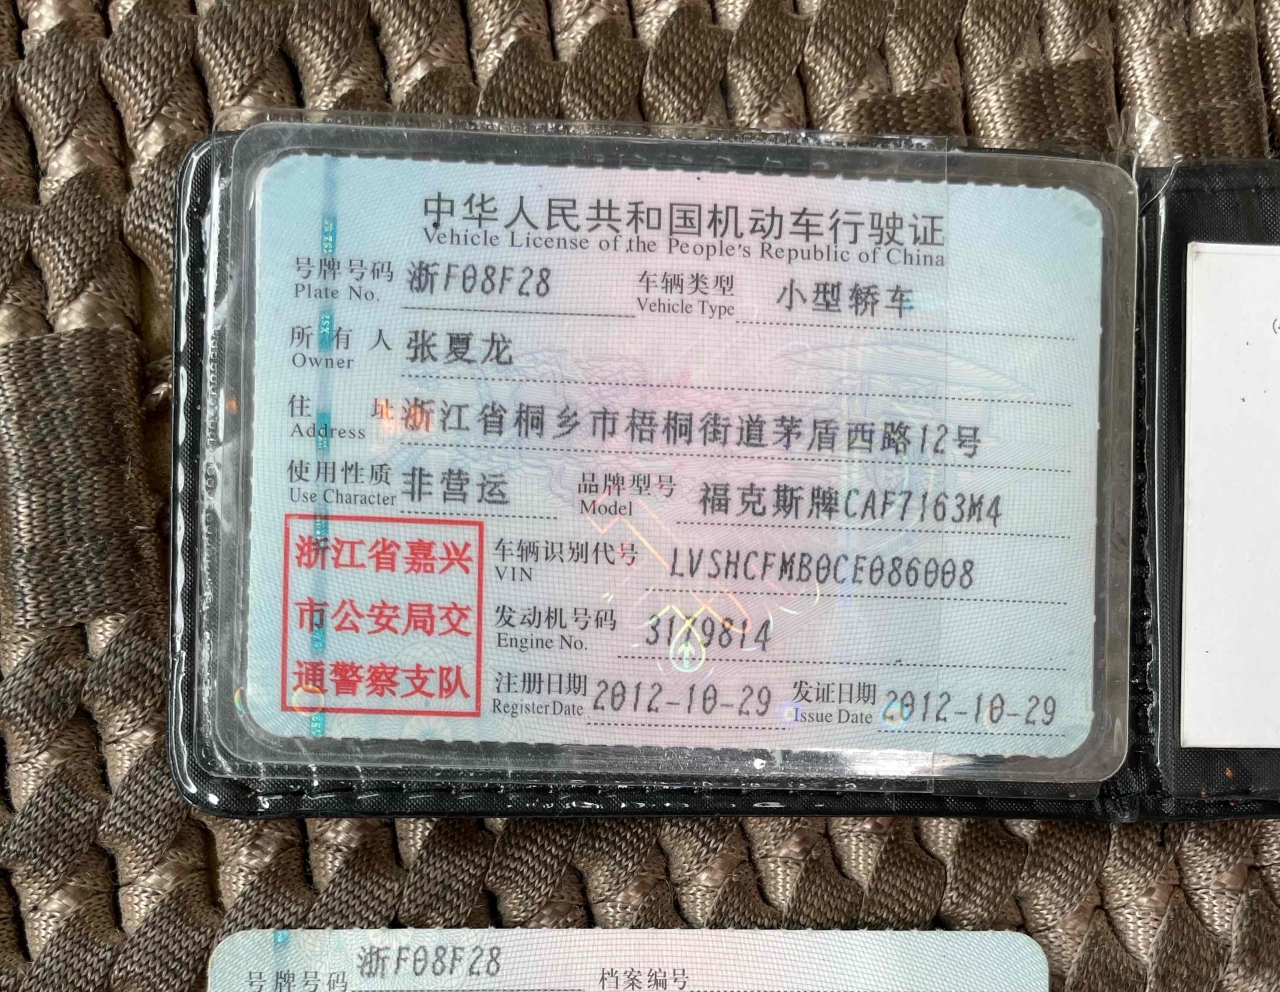 中华人民共和国机动车行驶证
Vehicle License of the People's Republic of China
号牌号码 浙F08F28 车辆类型 小型轿车
Plate No. Vehicle Type
所有人 张夏龙
Owner
住址 浙江省桐乡市梧桐街道茅盾西路12号
Address
使用性质 非营运 品牌型号 福克斯牌CAF7163M4
Use Character Model
浙江省嘉兴
市公安局交
通警察支队
车辆识别代号 LVSHCFMB0CE086008
VIN
发动机号码
Engine No.
注册日期 2012-10-29 发证日期 2012-10-29
Register Date Issue Date
号牌号码 浙F08F28 档案编号